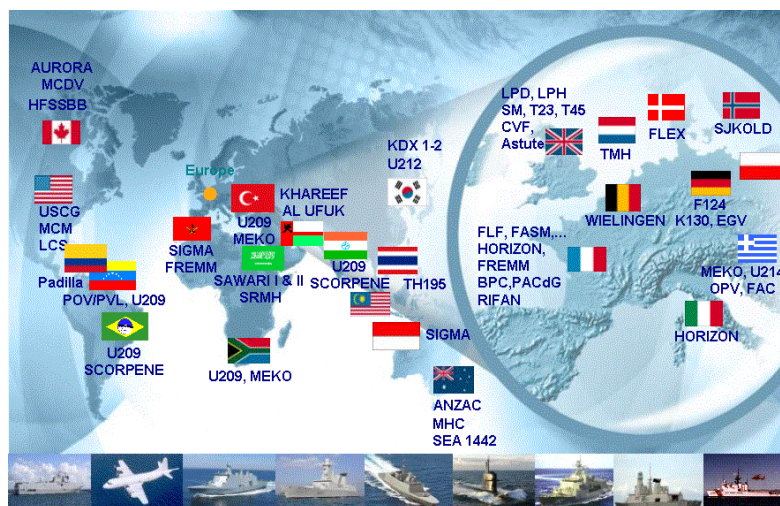 AURORA
MCDV
HFSSBB
USCG
MCM
LCS
Padilla
POV/PVL, U209
U209
SCORPENE
Europe
SIGMA
FREMM
U209
MEKO
KHAREEF
AL UFUK
SAWARI I & II
SRMH
U209
SCORPENE
U209, MEKO
KDX 1-2
U212
TH195
SIGMA
ANZAC
MHC
SEA 1442
LPD, LPH
SM, T23, T45
CVF,
Astute
TMH
FLEX
SJKOLD
WIELINGEN
F124
K130, EGV
FLF, FASM,...
HORIZON,
FREMM
BPC,PACdG
RIFAN
MEKO, U214
OPV, FAC
HORIZON